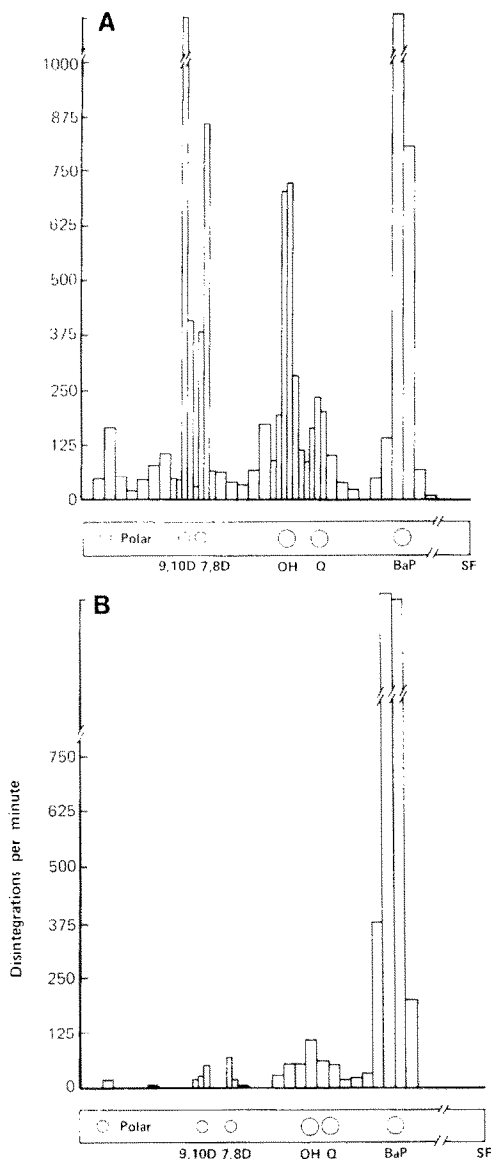 A
1000
875
750
625
500
375
250
125
0
Polar
9,10D 7,8D OH Q BaP SF
B
Disintegrations per minute
750
625
500
375
250
125
0
Polar
9,10D 7,8D OH Q BaP SF